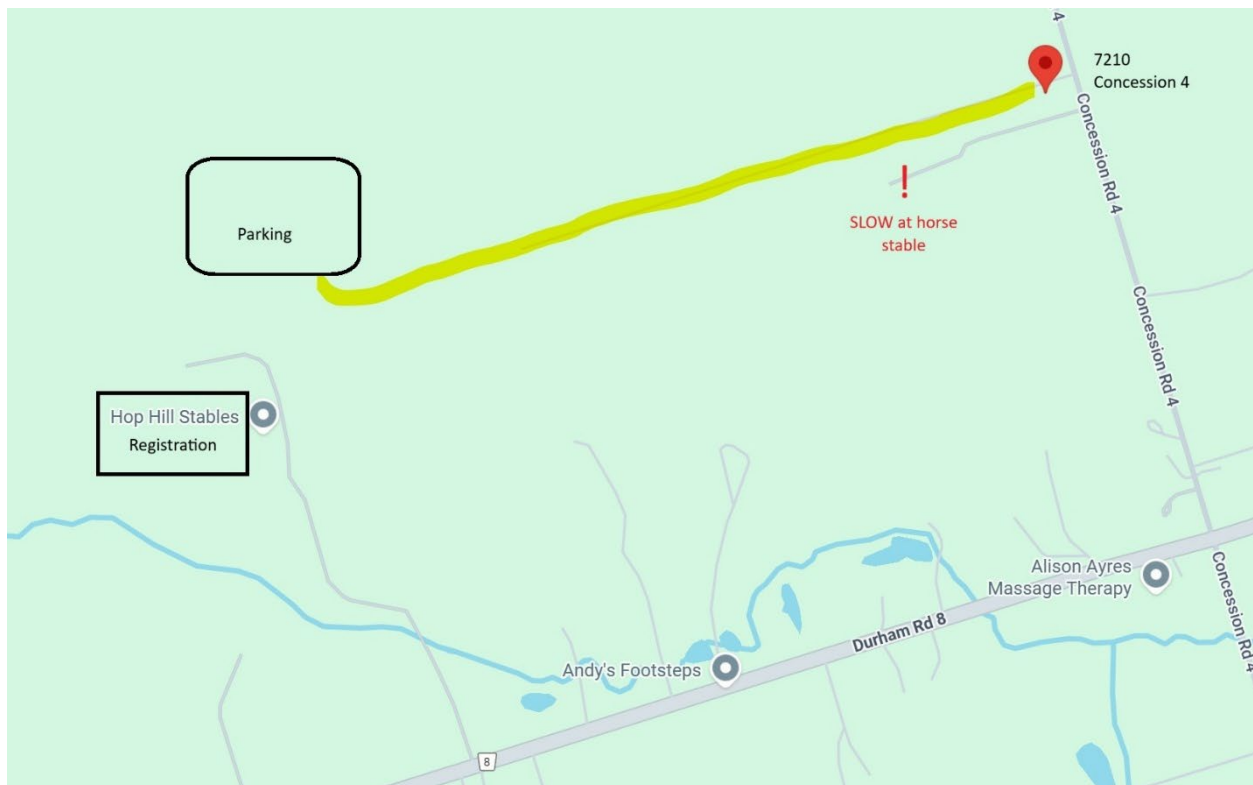 4
7210
Concession 4
Concession Rd 4
Parking
SLOW at horse
stable
Concession Rd 4
Hop Hill Stables
Registration
Alison Ayres
Massage Therapy
Concession Rd 4
Durham Rd 8
Andy's Footsteps
8